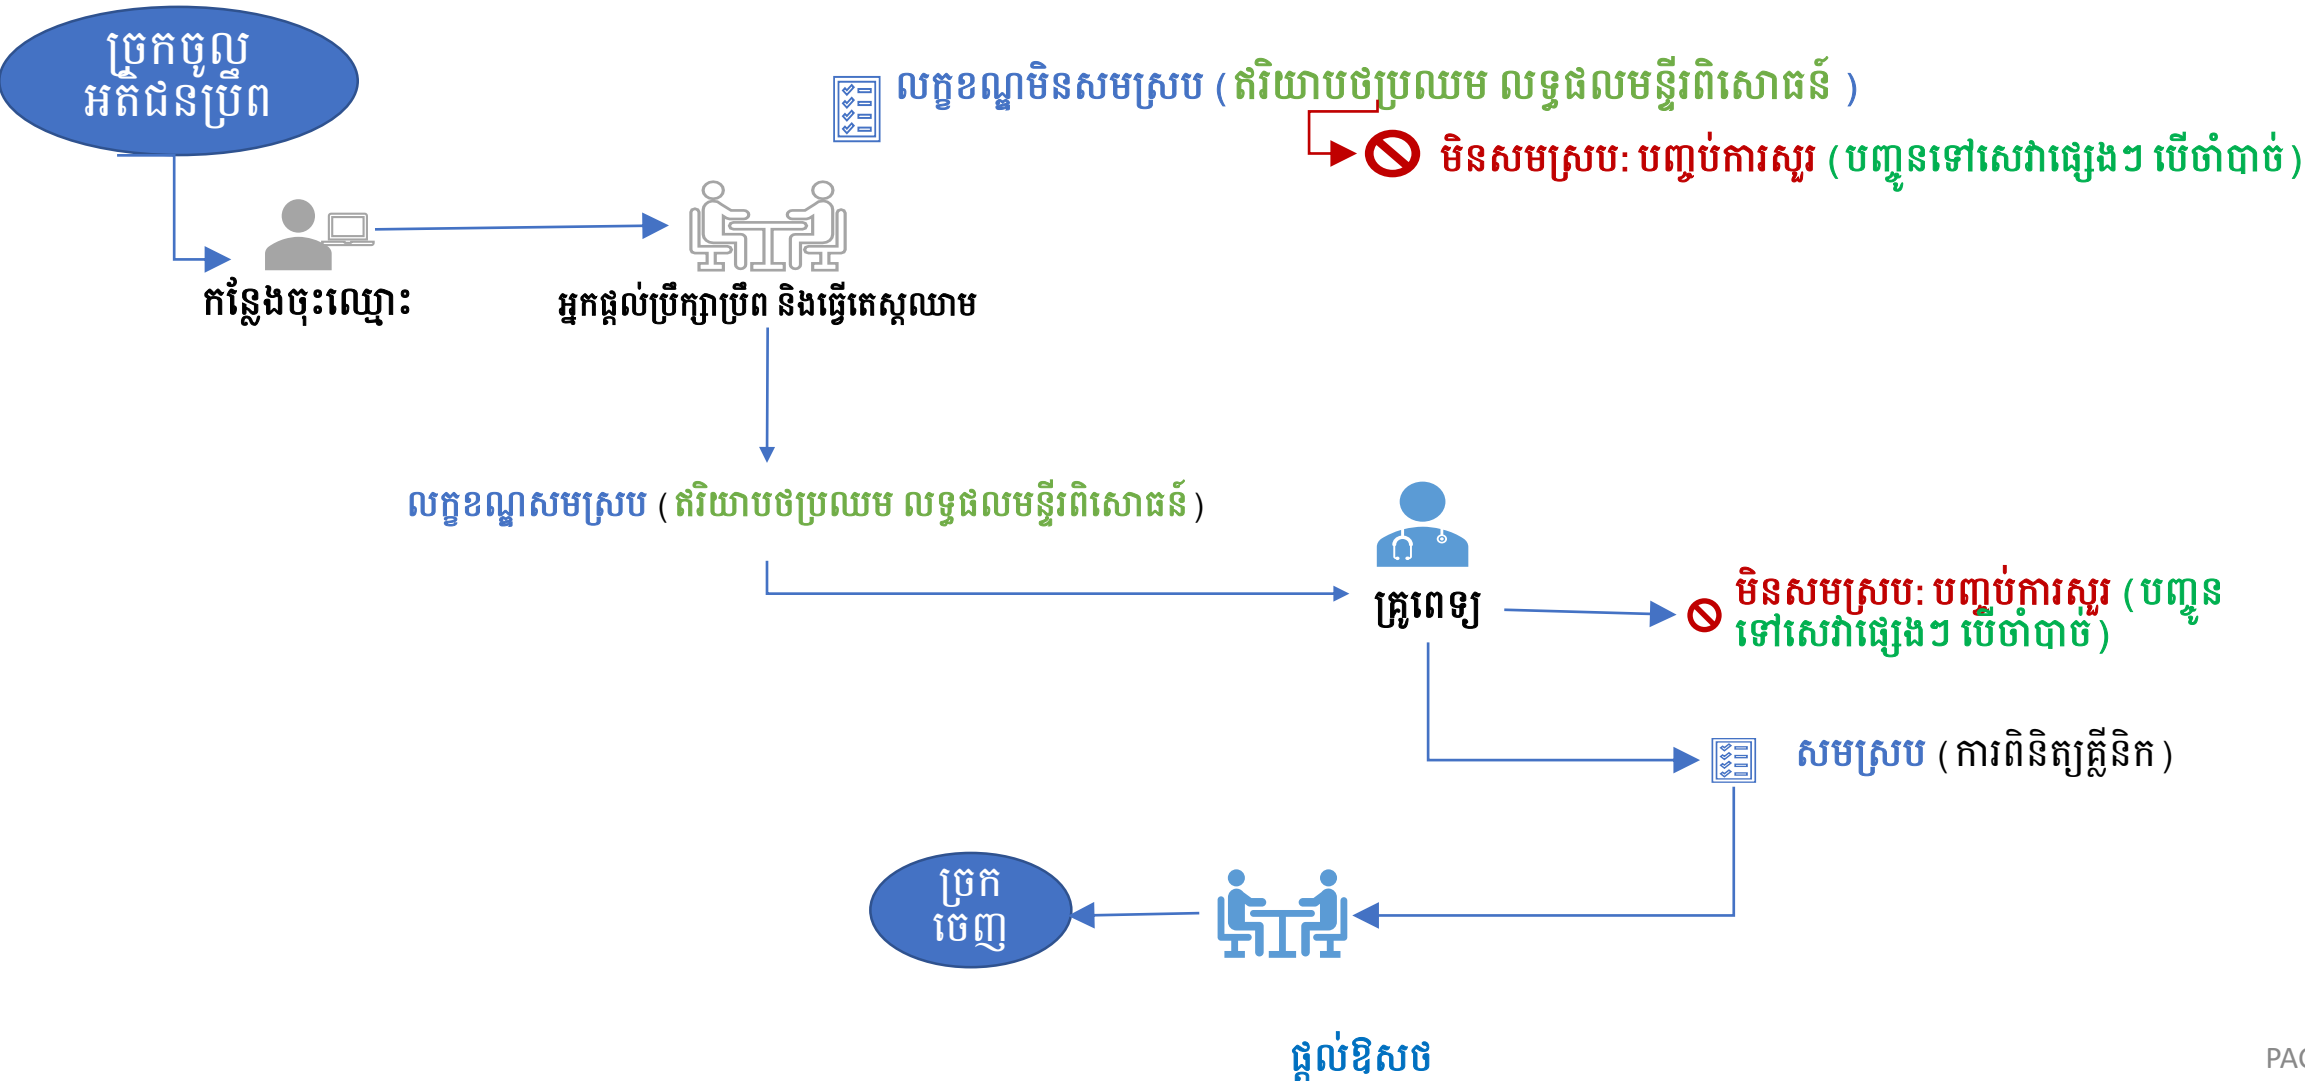 ច្រកចូល
អតិថិជនប្រឹព
លក្ខខណ្ឌមិនសមស្រប (ឥរិយាបថប្រឈម លទ្ធផលមន្ទីរពិសោធន៍ )
មិនសមស្រប: បញ្ចប់ការសួរ (បញ្ជូនទៅសេវាផ្សេងៗ បើចាំបាច់)
កន្លែងចុះឈ្មោះ
អ្នកផ្តល់ប្រឹក្សាប្រឹព និងធ្វើតេស្តឈាម
លក្ខខណ្ឌសមស្រប (ឥរិយាបថប្រឈម លទ្ធផលមន្ទីរពិសោធន៍)
គ្រូពេទ្យ
មិនសមស្រប: បញ្ចប់ការសួរ (បញ្ជូន
ទៅសេវាផ្សេងៗ បើចាំបាច់)
សមស្រប (ការពិនិត្យគ្លីនិក)
ច្រក
ចេញ
ផ្តល់ឱសថ